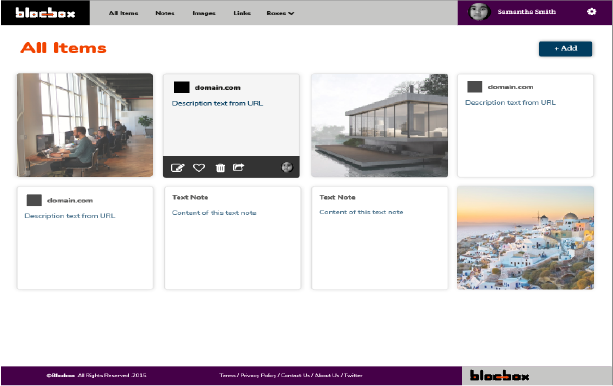 blocbox
All Items
Notes
Images
Links
Boxes
Samantha Smith
All Items
+ Add
domain.com
Description text from URL
domain.com
Description text from URL
domain.com
Description text from URL
Text Note
Content of this text note
Text Note
Content of this text note
©Blocbox All Rights Reserved -2015
Terms / Privacy Policy / Contact Us / About Us / Twitter
blocbox